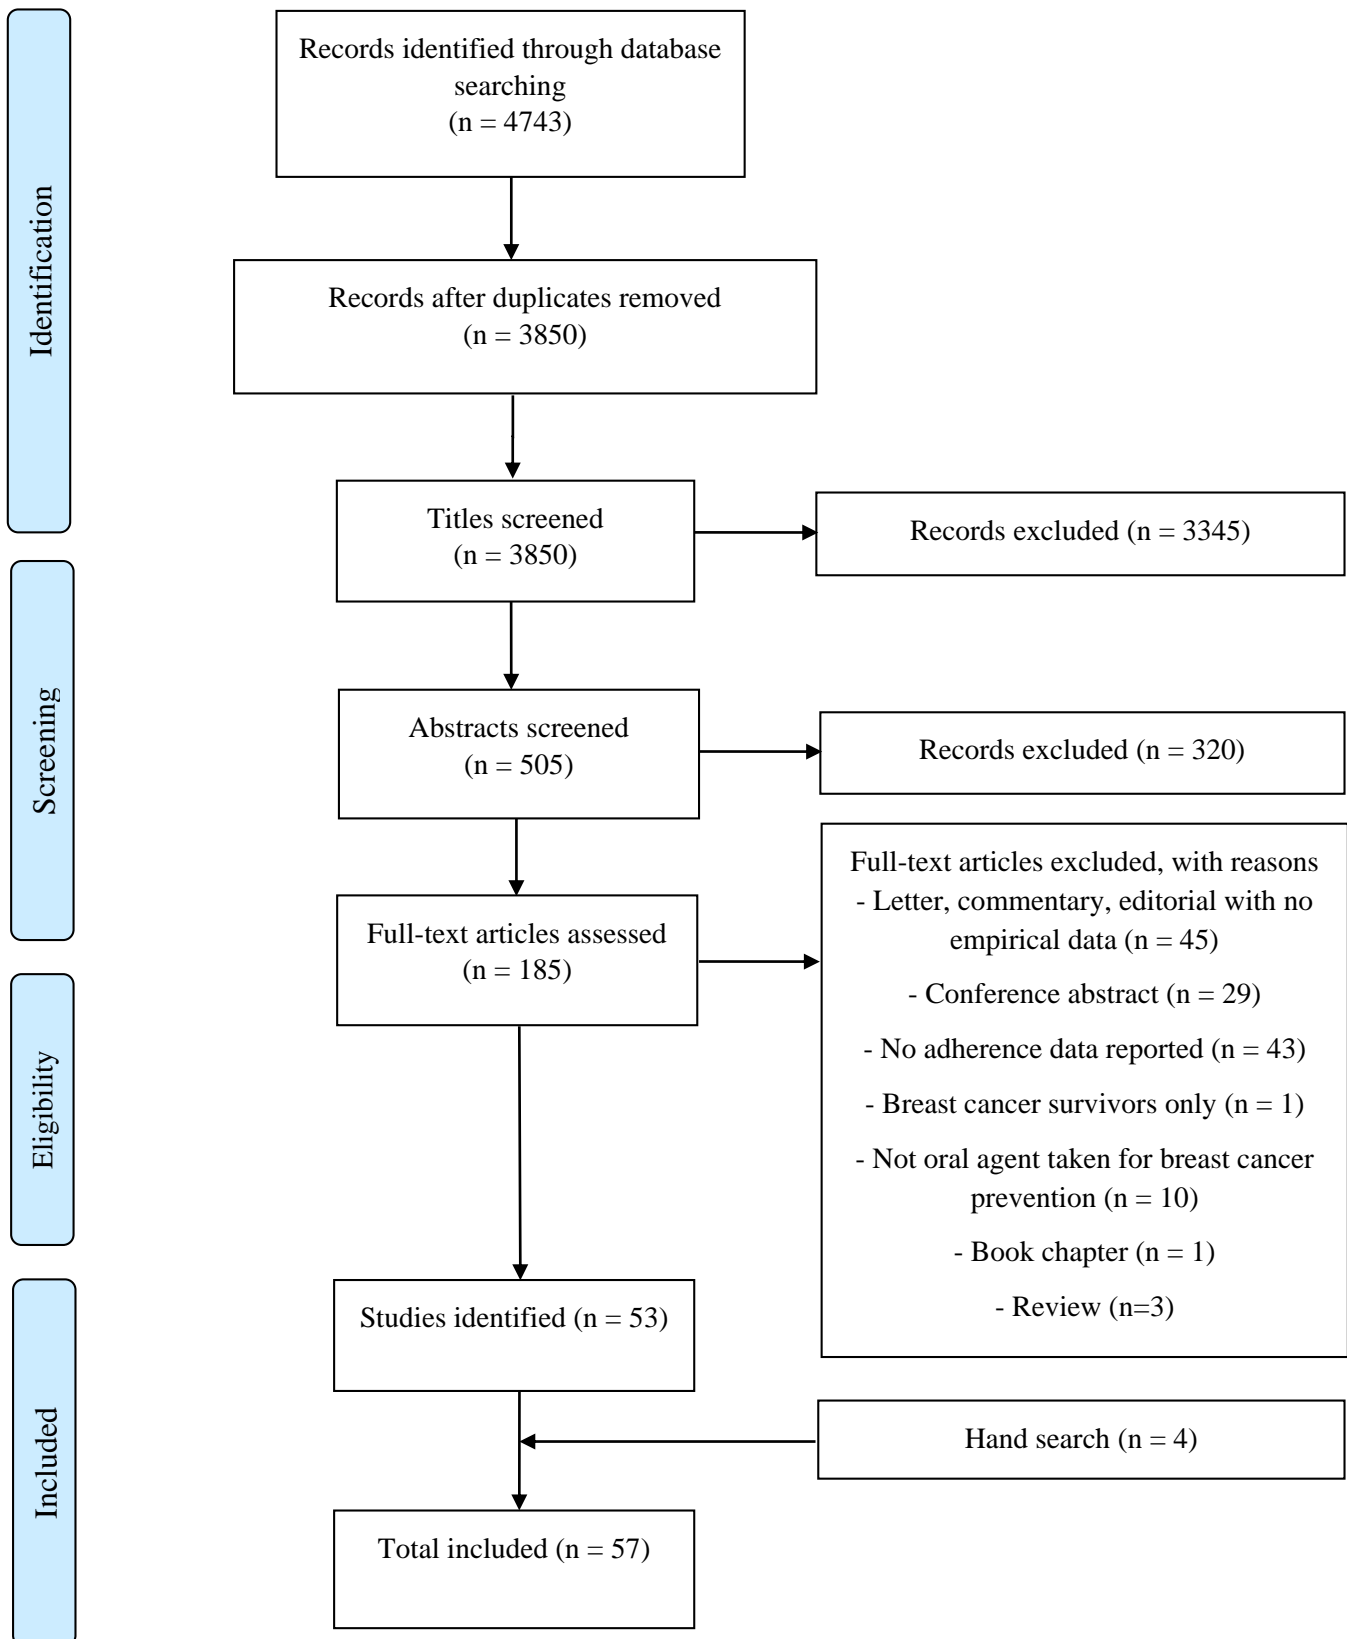 Identification
Records identified through database
searching
(n = 4743)
Records after duplicates removed
(n = 3850)
Titles screened
(n = 3850)
Records excluded (n = 3345)
Screening
Abstracts screened
(n = 505)
Records excluded (n = 320)
Full-text articles assessed
(n = 185)
Full-text articles excluded, with reasons
- Letter, commentary, editorial with no
empirical data (n = 45)
- Conference abstract (n = 29)
- No adherence data reported (n = 43)
- Breast cancer survivors only (n = 1)
- Not oral agent taken for breast cancer
prevention (n = 10)
- Book chapter (n = 1)
- Review (n=3)
Eligibility
Studies identified (n = 53)
Included
Hand search (n = 4)
Total included (n = 57)